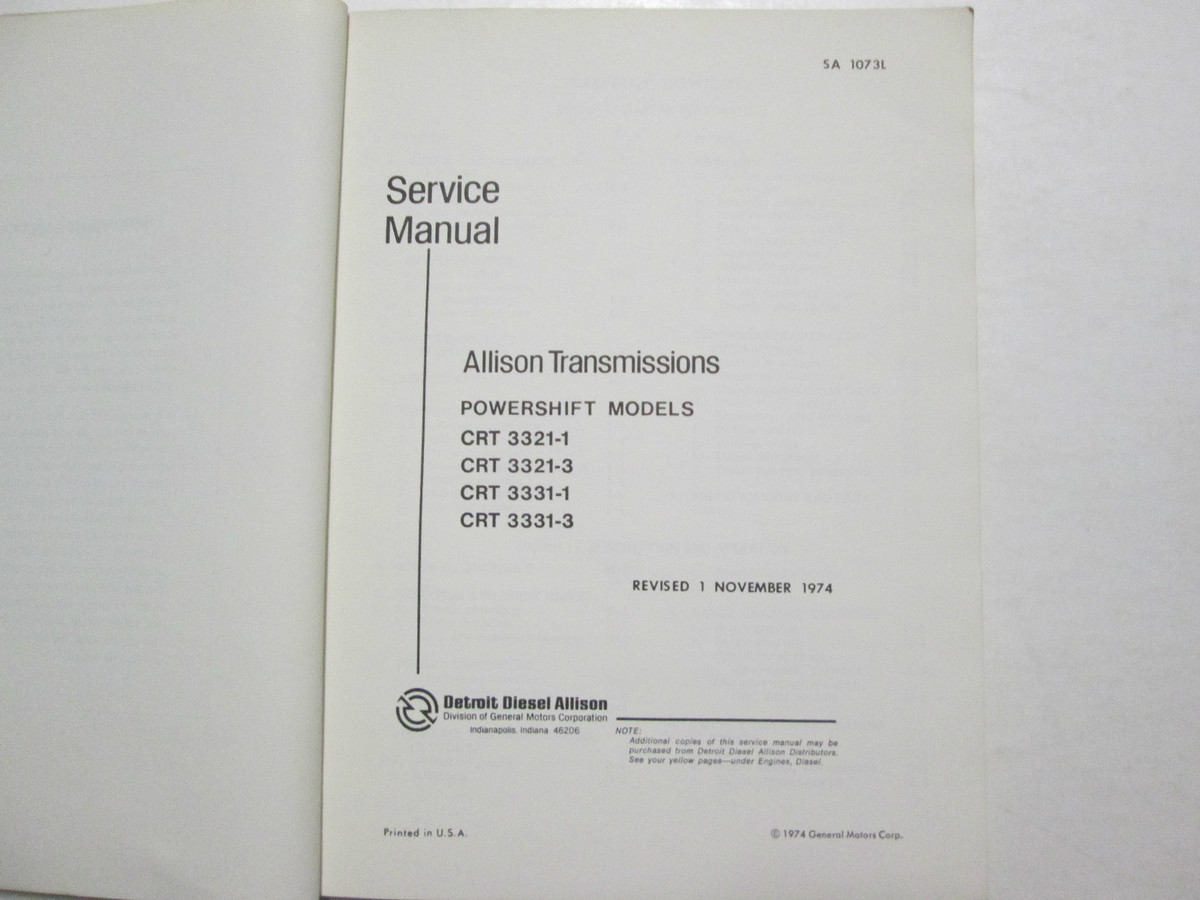 SA 1073L
Service
Manual
Allison Transmissions
POWERSHIFT MODELS
CRT 3321-1
CRT 3321-3
CRT 3331-1
CRT 3331-3
REVISED 1 NOVEMBER 1974
Detroit Diesel Allison
Division of General Motors Corporation
Indianapolis, Indiana 46206
NOTE:
Additional copies of this service manual may be
purchased from Detroit Diesel Allison Distributors.
See your yellow pages—under Engines, Diesel.
Printed in U.S.A.
© 1974 General Motors Corp.